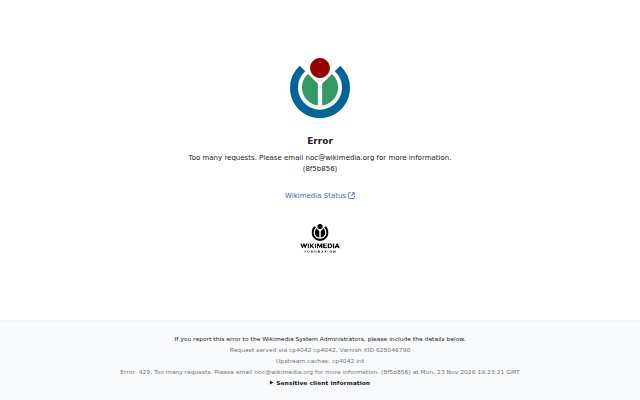 Error
Too many requests. Please email noc@wikimedia.org for more information.
(8f5b856)
Wikimedia Status
WIKIMEDIA
FOUNDATION
If you report this error to the Wikimedia System Administrators, please include the details below.
Request served via cp4042 cp4042, Varnish XID 628046790
Upstream caches: cp4042 int
Error: 429, Too many requests. Please email noc@wikimedia.org for more information. (8f5b856) at Mon, 23 Nov 2026 19:23:21 GMT
Sensitive client information